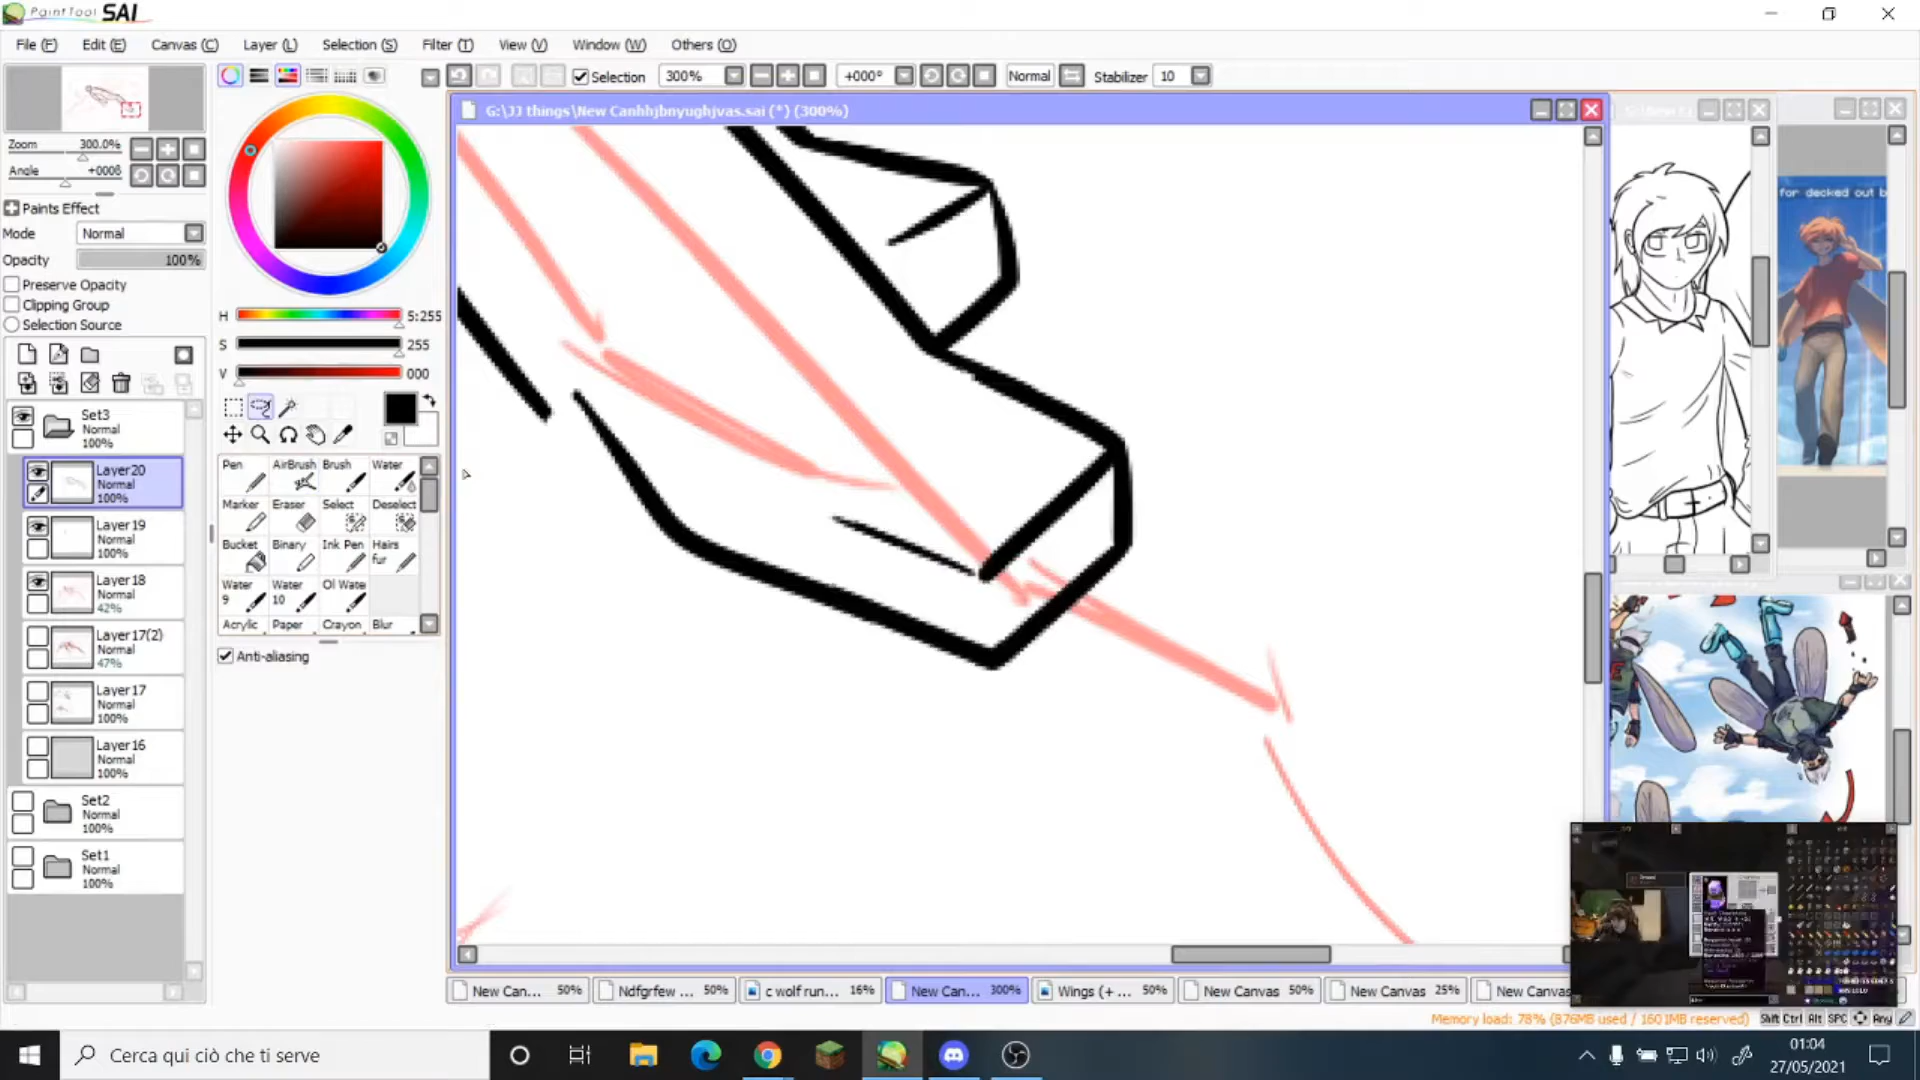 PaintTool SAI
File (F) Edit (E) Canvas (C) Layer (L) Selection (S) Filter (T) View (V) Window (W) Others (O)
Selection 300% +000° Normal Stabilizer 10
G:\JJ things\New Canhhjbnyughjvas.sai (*) (300%)
Zoom 300.0%
Angle
Paints Effect
Mode Normal
Opacity 100%
Preserve Opacity
Clipping Group
Selection Source
H 5:255
S 255
V 000
Set3
Normal
100%
Layer20
Normal
100%
Layer19
Normal
100%
Layer18
Normal
42%
Layer17(2)
Normal
47%
Layer17
Normal
100%
Layer16
Normal
100%
Set2
Normal
100%
Set1
Normal
100%
Pen AirBrush Brush Water
Marker Eraser Select Deselect
Bucket Binary Ink Pen Hairs fur
Water 9 Water 10 Ol Wate
Acrylic Paper Crayon Blur
Anti-aliasing
for decked out b
New Can... 50% Ndfgrfew ... 50% c wolf run... 16% New Can... 300% Wings (+ ... 50% New Canvas 50% New Canvas 25% New Canvas
Memory load: 78% (876MB used / 1601MB reserved) Shift Ctrl Alt SPC Any
Cerca qui ciò che ti serve
01:04
27/05/2021